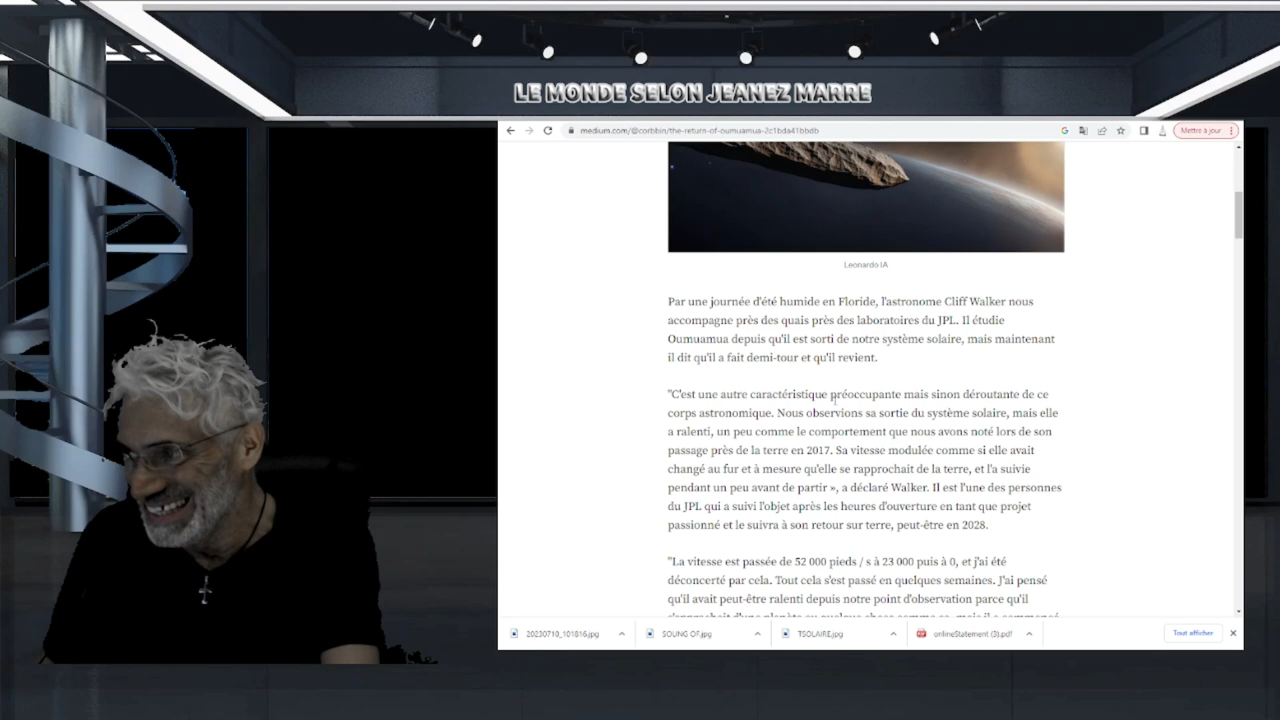 LE MONDE SELON JEANEZ MARRE
medium.com/@corbbin/the-return-of-oumuamua-2c1bda41bbdb
Mettre à jour
Leonardo IA
Par une journée d'été humide en Floride, l'astronome Cliff Walker nous
accompagne près des quais près des laboratoires du JPL. Il étudie
Oumuamua depuis qu'il est sorti de notre système solaire, mais maintenant
il dit qu'il a fait demi-tour et qu'il revient.
"C'est une autre caractéristique préoccupante mais sinon déroutante de ce
corps astronomique. Nous observions sa sortie du système solaire, mais elle
a ralenti, un peu comme le comportement que nous avons noté lors de son
passage près de la terre en 2017. Sa vitesse modulée comme si elle avait
changé au fur et à mesure qu'elle se rapprochait de la terre, et l'a suivie
pendant un peu avant de partir », a déclaré Walker. Il est l'une des personnes
du JPL qui a suivi l'objet après les heures d'ouverture en tant que projet
passionné et le suivra à son retour sur terre, peut-être en 2028.
"La vitesse est passée de 52 000 pieds / s à 23 000 puis à 0, et j'ai été
déconcerté par cela. Tout cela s'est passé en quelques semaines. J'ai pensé
qu'il avait peut-être ralenti depuis notre point d'observation parce qu'il
20230710_101816.jpg
SOUNG OF.jpg
TSOLAIRE.jpg
onlineStatement (3).pdf
Tout afficher